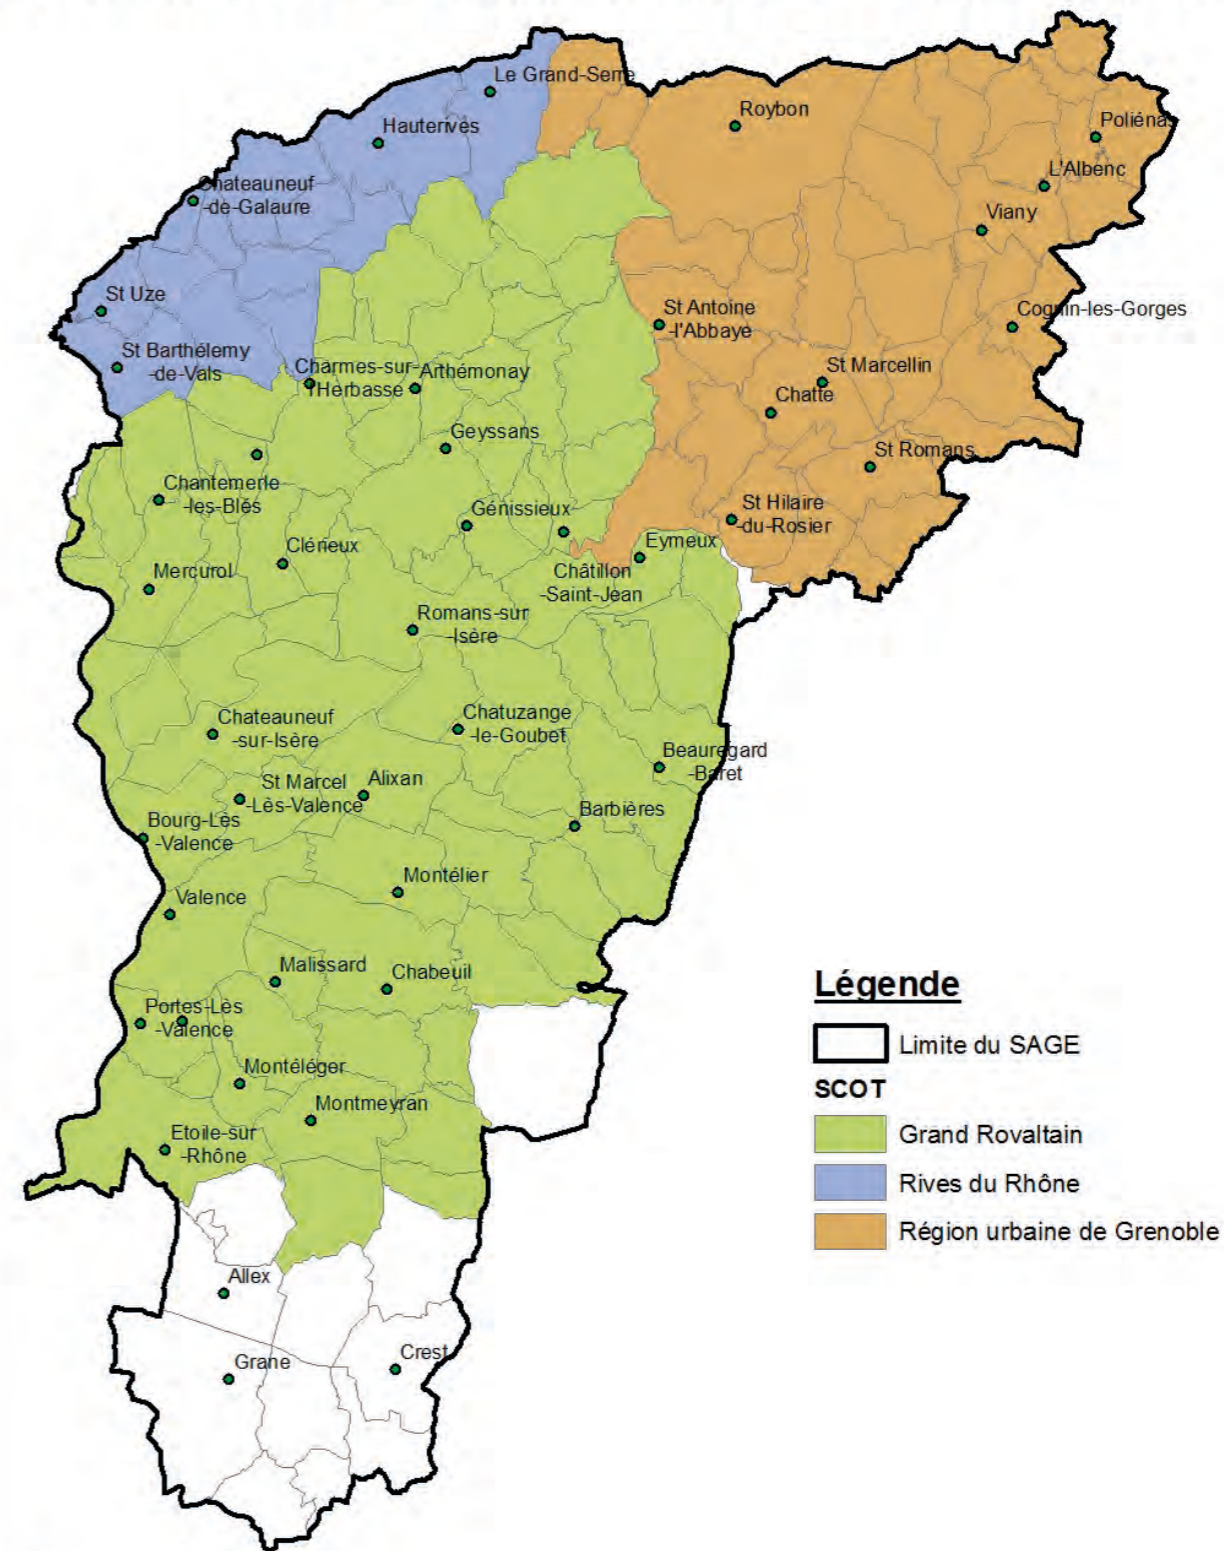 Le Grand-Serre
Roybon
Poliénas
Hauterives
L'Albenc
Chateauneuf
-de-Galaure
Viany
St Uze
St Antoine
-l'Abbaye
Cognin-les-Gorges
St Barthélemy
-de-Vals
Charmes-sur-
l'Herbasse
Arthémonay
St Marcellin
Chatte
Geyssans
St Romans
Chantemerle
-les-Blés
Génissieux
St Hilaire
-du-Rosier
Clérieux
Eymeux
Mercurol
Châtillon
-Saint-Jean
Romans-sur
-Isère
Chateauneuf
-sur-Isère
Chatuzange
-le-Goubet
Beauregard
-Baret
St Marcel
-Lès-Valence
Alixan
Barbières
Bourg-Lès
-Valence
Montélier
Valence
Malissard
Chabeuil
Portes-Lès
-Valence
Montéléger
Montmeyran
Etoile-sur
-Rhône
Allex
Grane
Crest
Légende
Limite du SAGE
SCOT
Grand Rovaltain
Rives du Rhône
Région urbaine de Grenoble